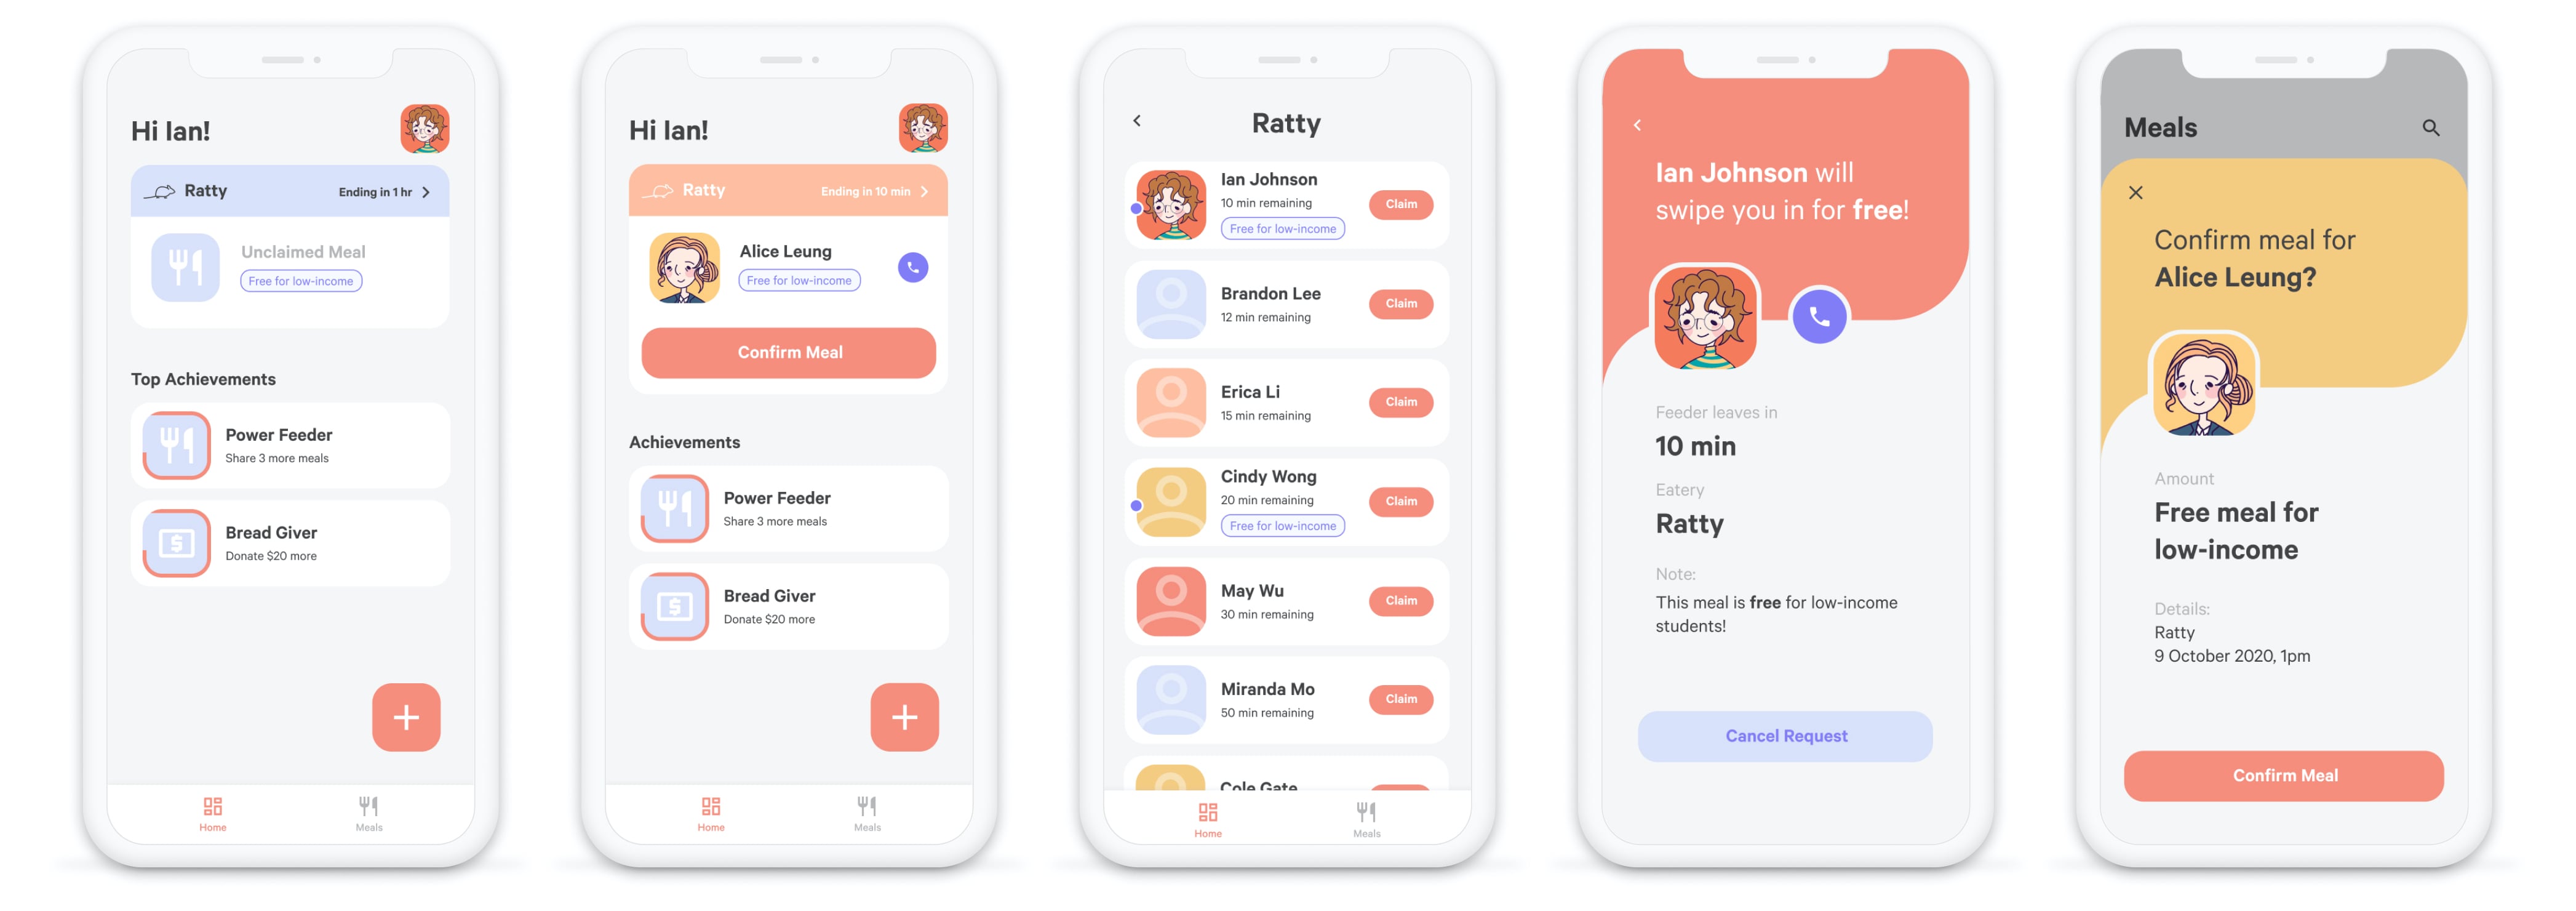 Hi Ian!
Ratty
Ending in 1 hr
Unclaimed Meal
Free for low-income
Top Achievements
Power Feeder
Share 3 more meals
Bread Giver
Donate $20 more
Home
Meals
Hi Ian!
Ratty
Ending in 10 min
Alice Leung
Free for low-income
Confirm Meal
Achievements
Power Feeder
Share 3 more meals
Bread Giver
Donate $20 more
Home
Meals
Ratty
Ian Johnson
10 min remaining
Free for low-income
Claim
Brandon Lee
12 min remaining
Claim
Erica Li
15 min remaining
Claim
Cindy Wong
20 min remaining
Free for low-income
Claim
May Wu
30 min remaining
Claim
Miranda Mo
50 min remaining
Claim
Cole Gate
Home
Meals
Ian Johnson will
swipe you in for free!
Feeder leaves in
10 min
Eatery
Ratty
Note:
This meal is free for low-income
students!
Cancel Request
Meals
Confirm meal for
Alice Leung?
Amount
Free meal for
low-income
Details:
Ratty
9 October 2020, 1pm
Confirm Meal